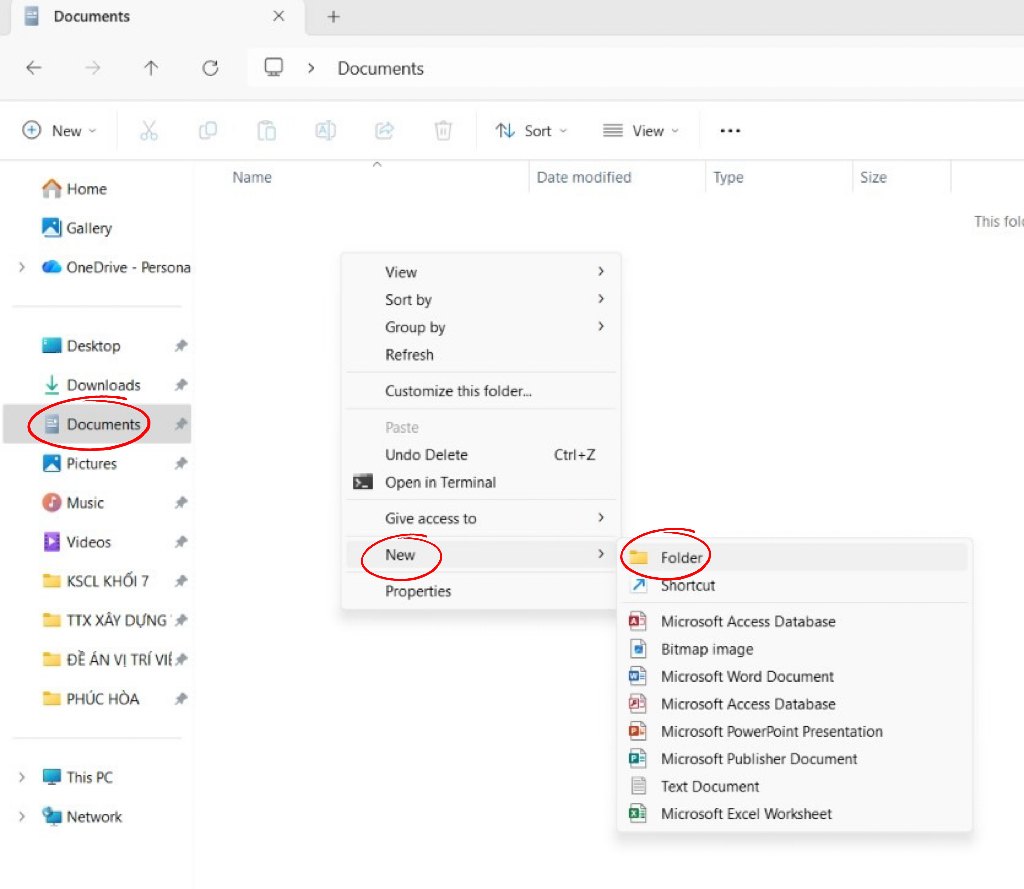 Documents
Documents
New
Sort
View
Name
Date modified
Type
Size
This fol
Home
Gallery
OneDrive - Persona
Desktop
Downloads
Documents
Pictures
Music
Videos
KSCL KHỐI 7
TTX XÂY DỰNG
ĐỀ ÁN VỊ TRÍ VIÊ
PHÚC HÒA
This PC
Network
View
Sort by
Group by
Refresh
Customize this folder...
Paste
Undo Delete Ctrl+Z
Open in Terminal
Give access to
New
Properties
Folder
Shortcut
Microsoft Access Database
Bitmap image
Microsoft Word Document
Microsoft Access Database
Microsoft PowerPoint Presentation
Microsoft Publisher Document
Text Document
Microsoft Excel Worksheet